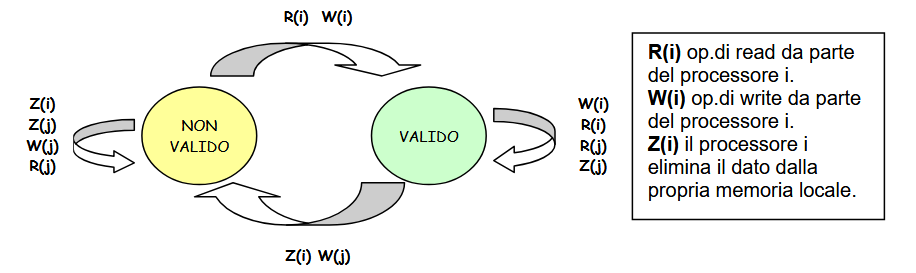 R(i) W(i)
Z(i)
Z(j)
W(j)
R(j)
NON
VALIDO
VALIDO
W(i)
R(i)
R(j)
Z(j)
Z(i) W(j)
R(i) op.di read da parte
del processore i.
W(i) op.di write da parte
del processore i.
Z(i) il processore i
elimina il dato dalla
propria memoria locale.